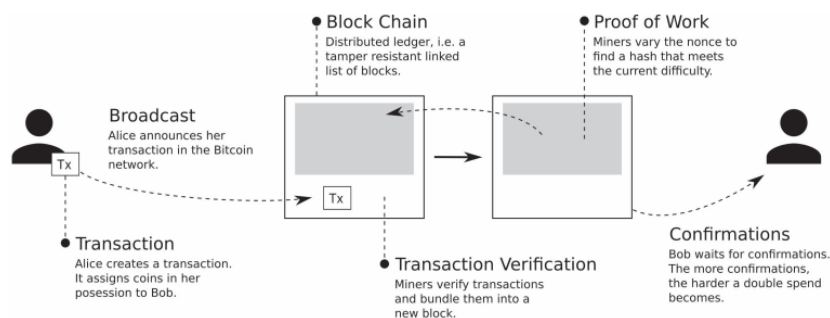 Block Chain
Distributed ledger, i.e. a
tamper resistant linked
list of blocks.
Proof of Work
Miners vary the nonce to
find a hash that meets
the current difficulty.
Broadcast
Alice announces her
transaction in the Bitcoin
network.
Tx
Tx
Transaction
Alice creates a transaction.
It assigns coins in her
posession to Bob.
Transaction Verification
Miners verify transactions
and bundle them into a
new block.
Confirmations
Bob waits for confirmations.
The more confirmations,
the harder a double spend
becomes.